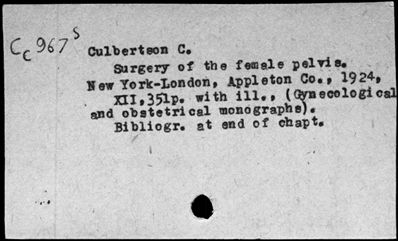 Cc 967 s
Culbertson C.
Surgery of the female pelvis.
New York-London, Appleton Co., 1924,
XII,351p. with ill., (Gynecological
and obstetrical monographs).
Bibliogr. at end of chapt.